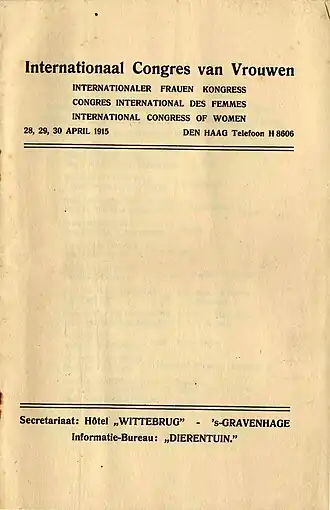 Internationaal Congres van Vrouwen
INTERNATIONALER FRAUEN KONGRESS
CONGRES INTERNATIONAL DES FEMMES
INTERNATIONAL CONGRESS OF WOMEN
28, 29, 30 APRIL 1915 DEN HAAG Telefoon H 8606
Secretariaat: Hôtel „WITTEBRUG” - 's-GRAVENHAGE
Informatie-Bureau: „DIERENTUIN.”